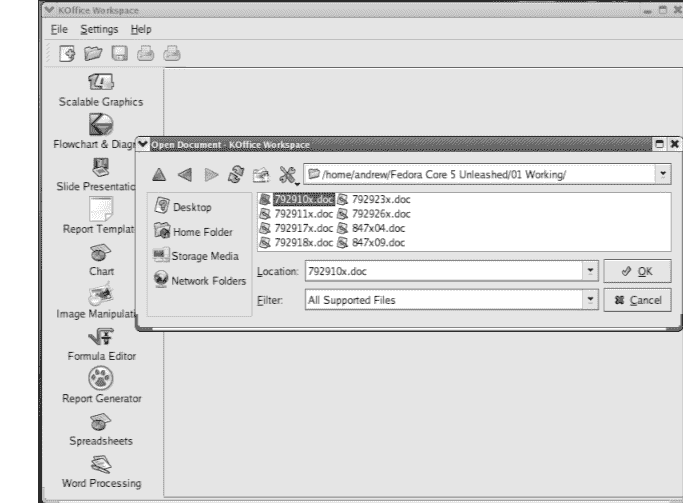 KOffice Workspace
File Settings Help
Scalable Graphics
Flowchart & Diagr
Slide Presentatio
Report Templat
Chart
Image Manipulati
Formula Editor
Report Generator
Spreadsheets
Word Processing
Open Document - KOffice Workspace
/home/andrew/Fedora Core 5 Unleashed/01 Working/
Desktop
Home Folder
Storage Media
Network Folders
792910x.doc 792923x.doc
792911x.doc 792926x.doc
792917x.doc 847x04.doc
792918x.doc 847x09.doc
Location: 792910x.doc OK
Filter: All Supported Files Cancel